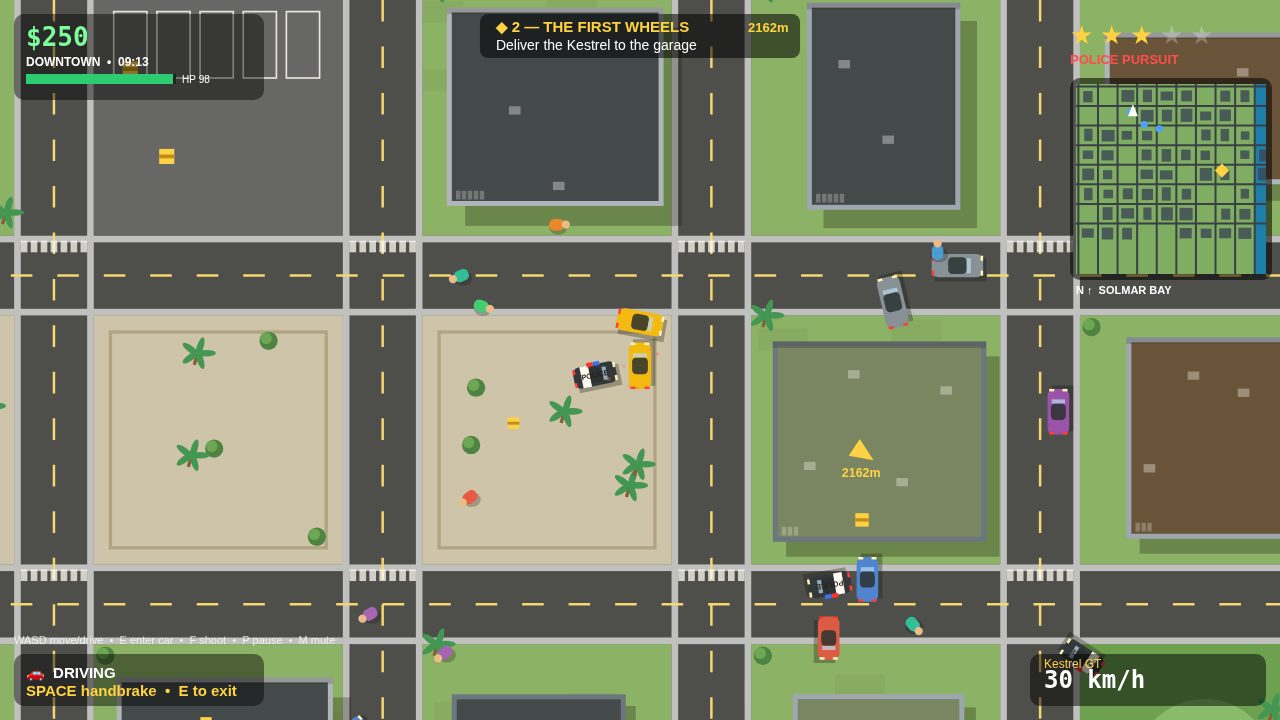 $250
DOWNTOWN • 09:13
HP 98
◆ 2 — THE FIRST WHEELS 2162m
Deliver the Kestrel to the garage
POLICE PURSUIT
N ↑ SOLMAR BAY
2162m
WASD move/drive • E enter car • F shoot • P pause • M mute
🚗 DRIVING
SPACE handbrake • E to exit
Kestrel GT
30 km/h